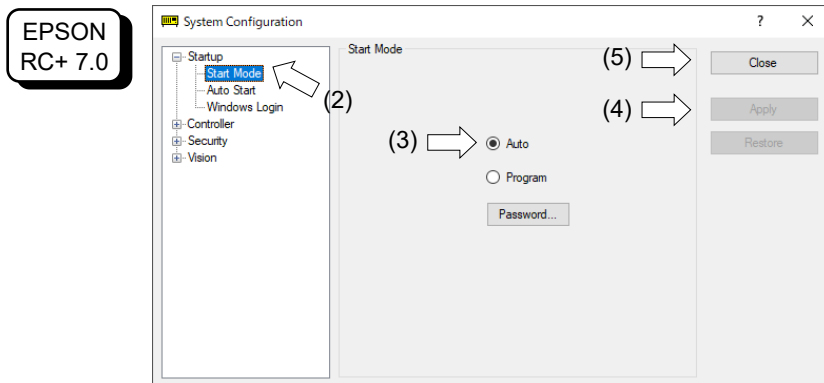 EPSON
RC+ 7.0
System Configuration
?
Startup
Start Mode
Auto Start
Windows Login
Controller
Security
Vision
(2)
Start Mode
(3)
Auto
Program
Password...
(5)
Close
(4)
Apply
Restore